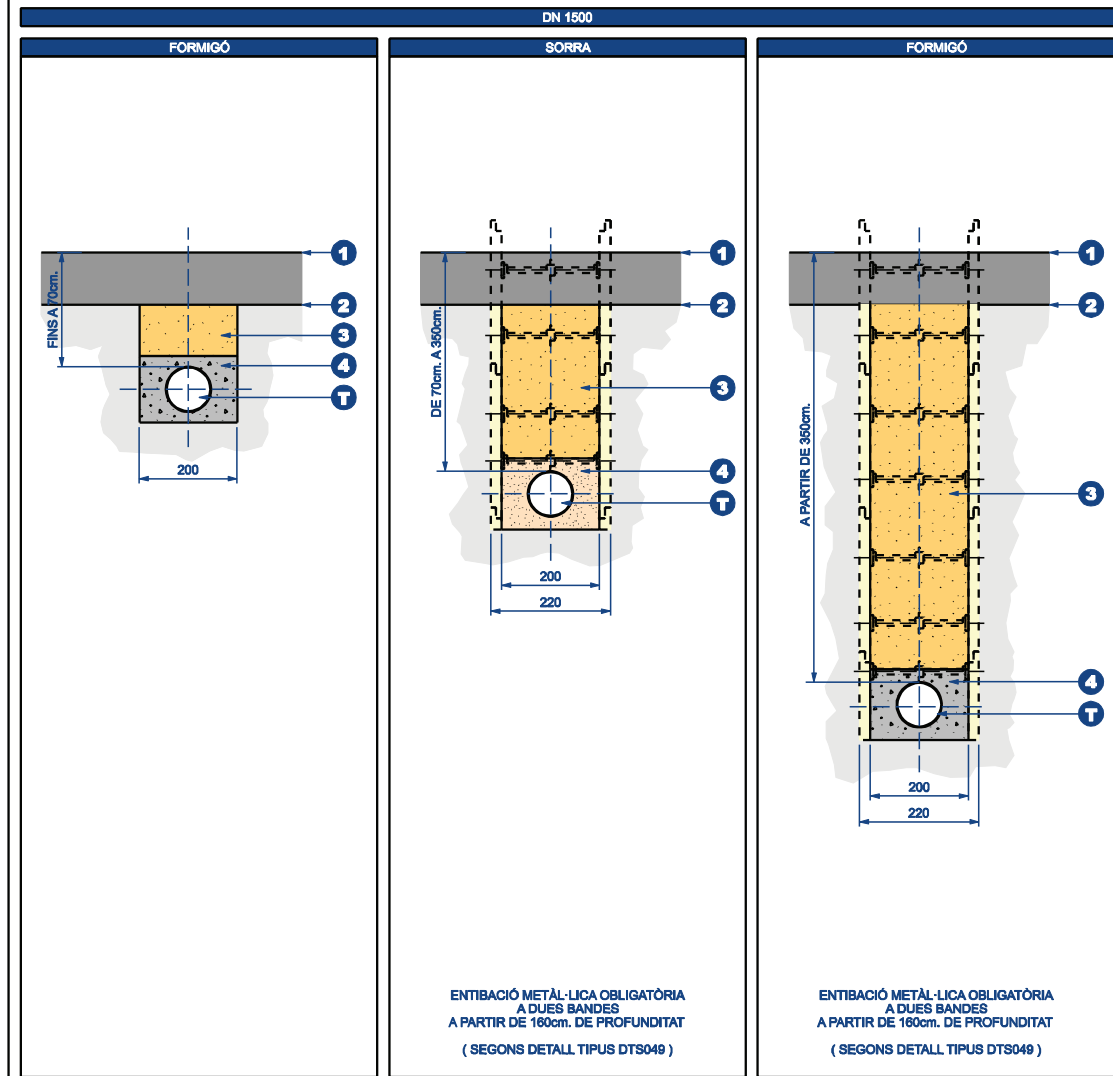 DN 1500
FORMIGÓ
1
2
3
4
T
FINS A 70cm.
200
SORRA
1
2
3
4
T
DE 70cm. A 350cm.
200
220
ENTIBACIÓ METÀL·LICA OBLIGATÒRIA
A DUES BANDES
A PARTIR DE 160cm. DE PROFUNDITAT
( SEGONS DETALL TIPUS DTS049 )
FORMIGÓ
1
2
3
4
T
A PARTIR DE 350cm.
200
220
ENTIBACIÓ METÀL·LICA OBLIGATÒRIA
A DUES BANDES
A PARTIR DE 160cm. DE PROFUNDITAT
( SEGONS DETALL TIPUS DTS049 )